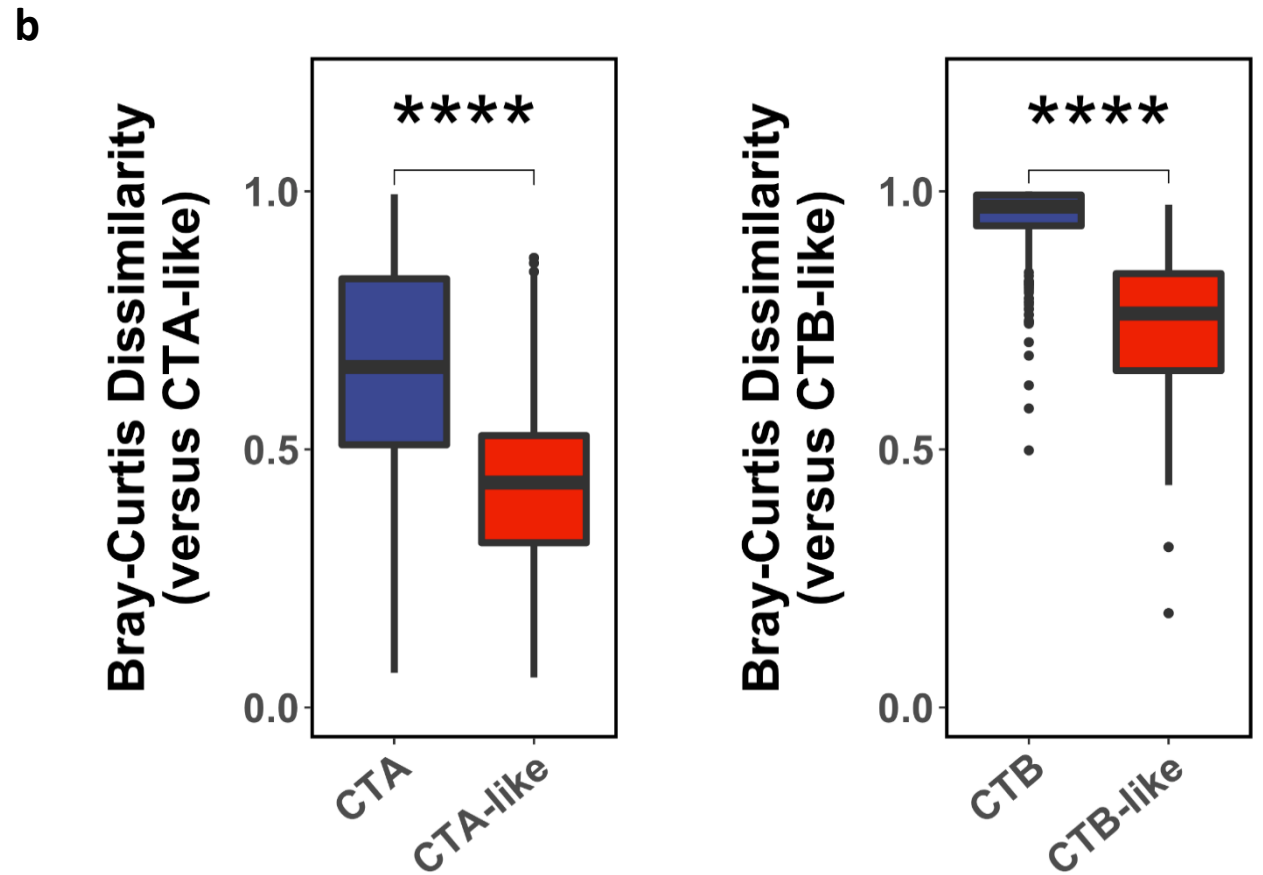 b
Bray-Curtis Dissimilarity
(versus CTA-like)
****
1.0
0.5
0.0
CTA
CTA-like
Bray-Curtis Dissimilarity
(versus CTB-like)
****
1.0
0.5
0.0
CTB
CTB-like